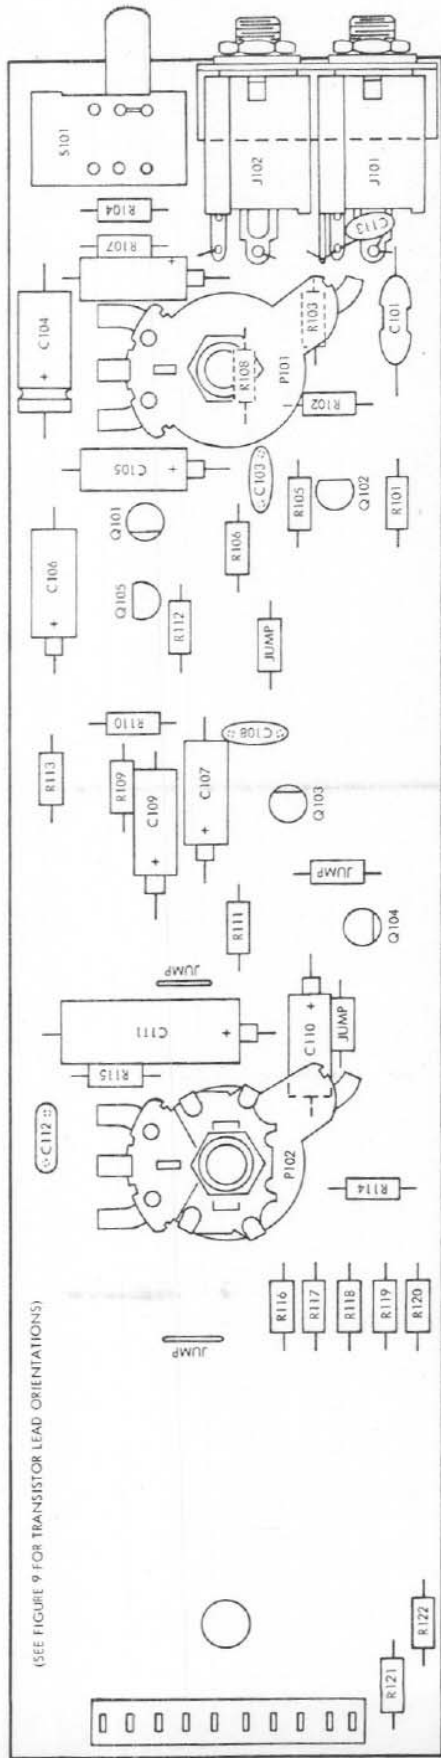 (SEE FIGURE 9 FOR TRANSISTOR LEAD ORIENTATIONS)
S101
J102
J101
R104
R107
C113
C104
+
+
R103
C101
R108
P101
R102
C105
+
C103
Q101
R105
Q102
R101
R106
C106
+
Q105
R112
JUMP
R110
C108
R113
R109
C109
+
C107
+
Q103
JUMP
R111
Q104
JUMP
C111
+
C110
+
JUMP
R115
C112
P102
R114
R116
R117
R118
R119
R120
JUMP
R122
R121